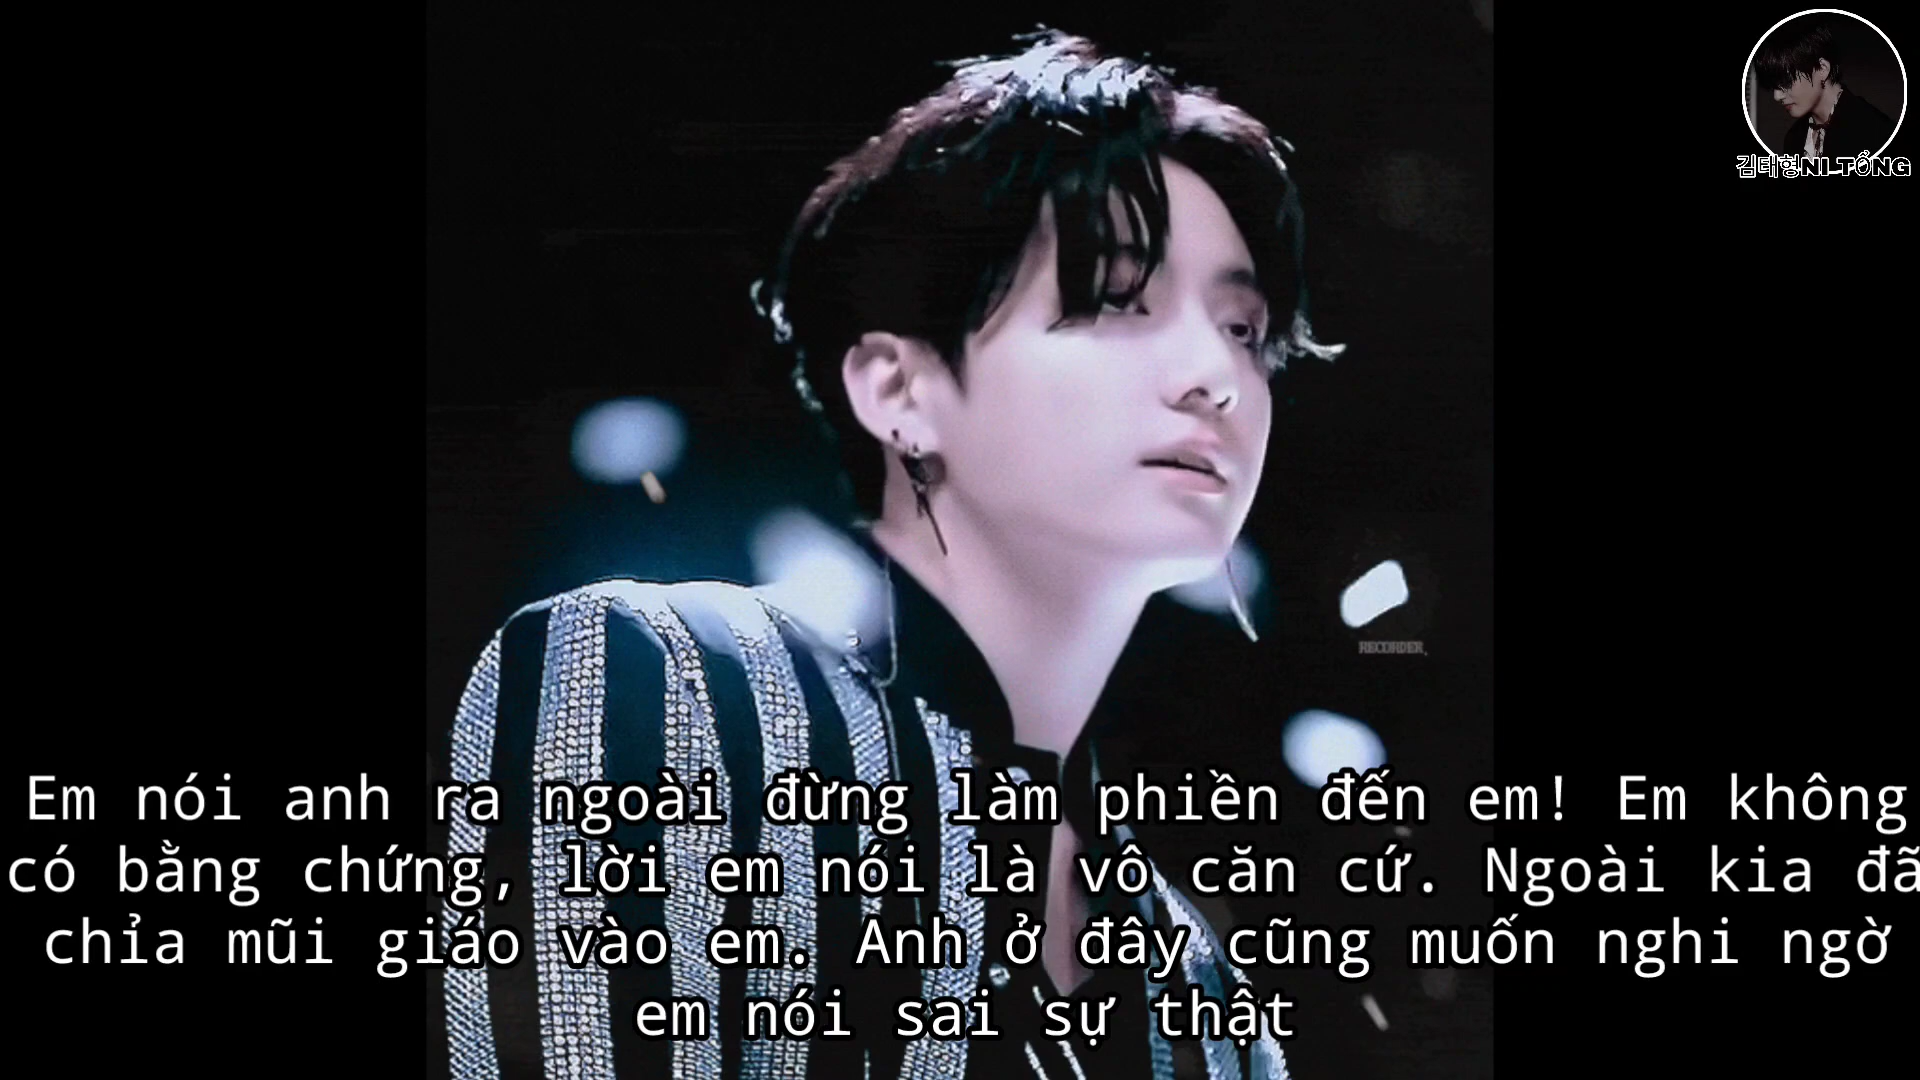 김태형NI TỔNG
RECORDER
Em nói anh ra ngoài đừng làm phiền đến em! Em không
có bằng chứng, lời em nói là vô căn cứ. Ngoài kia đã
chỉa mũi giáo vào em. Anh ở đây cũng muốn nghi ngờ
em nói sai sự thật